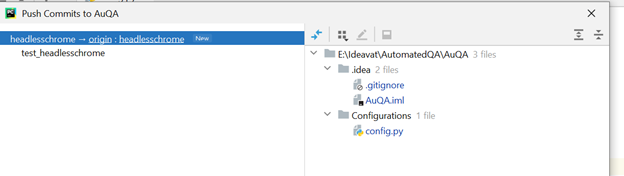 Push Commits to AuQA
headlesschrome → origin : headlesschrome New
test_headlesschrome
E:\Ideavat\AutomatedQA\AuQA 3 files
.idea 2 files
.gitignore
AuQA.iml
Configurations 1 file
config.py